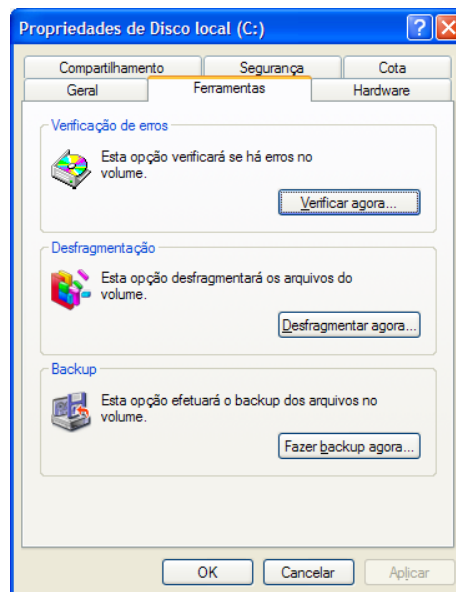 Propriedades de Disco local (C:)
Compartilhamento Segurança Cota
Geral Ferramentas Hardware
Verificação de erros
Esta opção verificará se há erros no
volume.
Verificar agora...
Desfragmentação
Esta opção desfragmentará os arquivos do
volume.
Desfragmentar agora...
Backup
Esta opção efetuará o backup dos arquivos no
volume.
Fazer backup agora...
OK Cancelar Aplicar